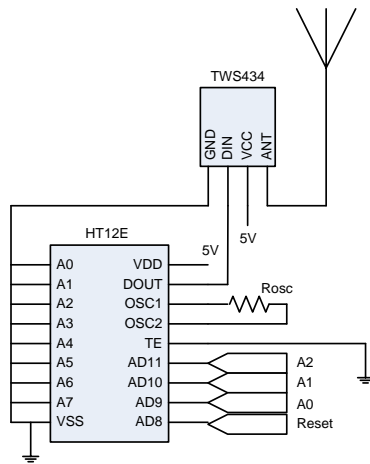 TWS434
GND
DIN
VCC
ANT
HT12E
5V
5V
A0
VDD
A1
DOUT
Rosc
A2
OSC1
A3
OSC2
A4
TE
A5
AD11
A2
A6
AD10
A1
A7
AD9
A0
VSS
AD8
Reset